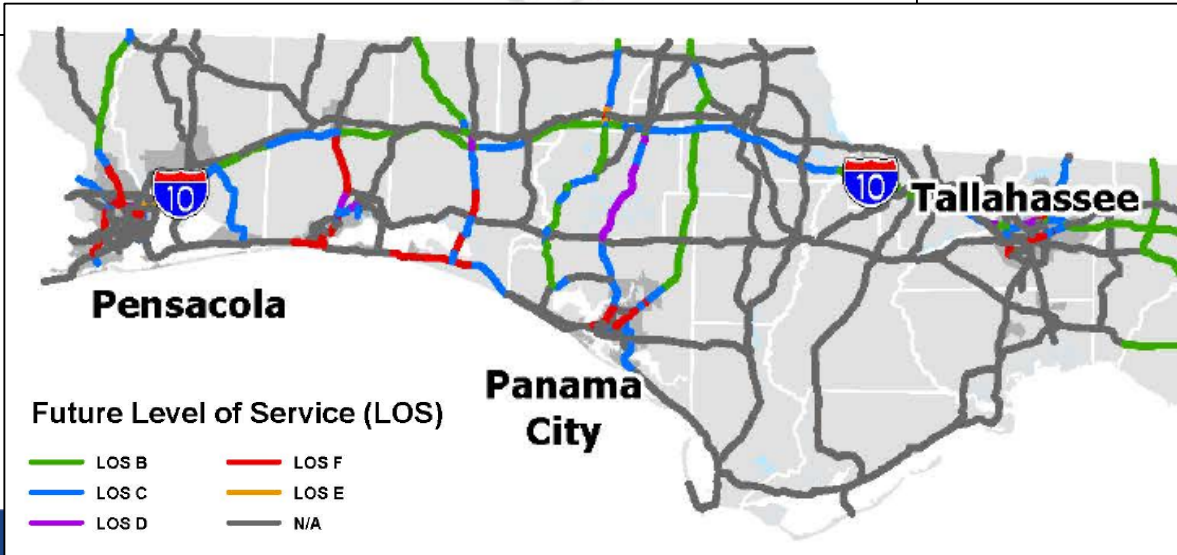 10
10
Tallahassee
Pensacola
Panama
City
Future Level of Service (LOS)
LOS B
LOS F
LOS C
LOS E
LOS D
N/A